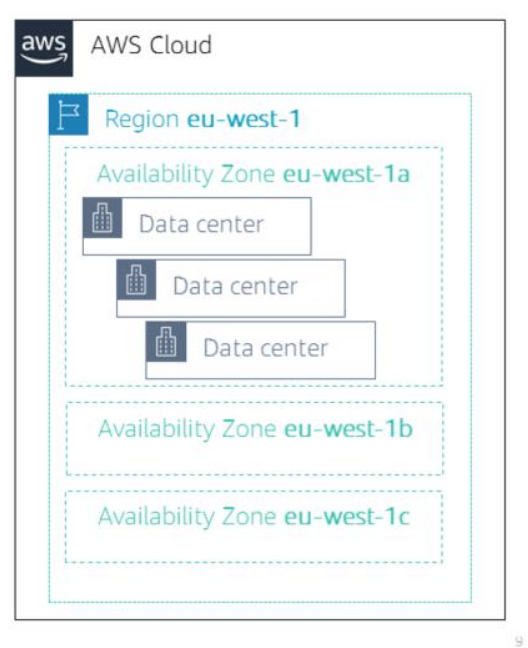 aws AWS Cloud
Region eu-west-1
Availability Zone eu-west-1a
Data center
Data center
Data center
Availability Zone eu-west-1b
Availability Zone eu-west-1c
9